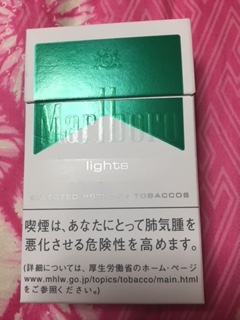 Marlboro
lights
SELECTED PREMIUM TOBACCOS
喫煙は、あなたにとって肺気腫を
悪化させる危険性を高めます。
(詳細については、厚生労働省のホーム・ページ
www.mhlw.go.jp/topics/tobacco/main.html
をご参照ください。)